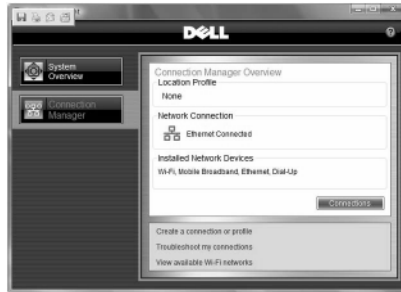 DELL
System
Overview
Connection
Manager
Connection Manager Overview
Location Profile
None
Network Connection
Ethernet Connected
Installed Network Devices
Wi-Fi, Mobile Broadband, Ethernet, Dial-Up
Connections
Create a connection or profile
Troubleshoot my connections
View available Wi-Fi networks